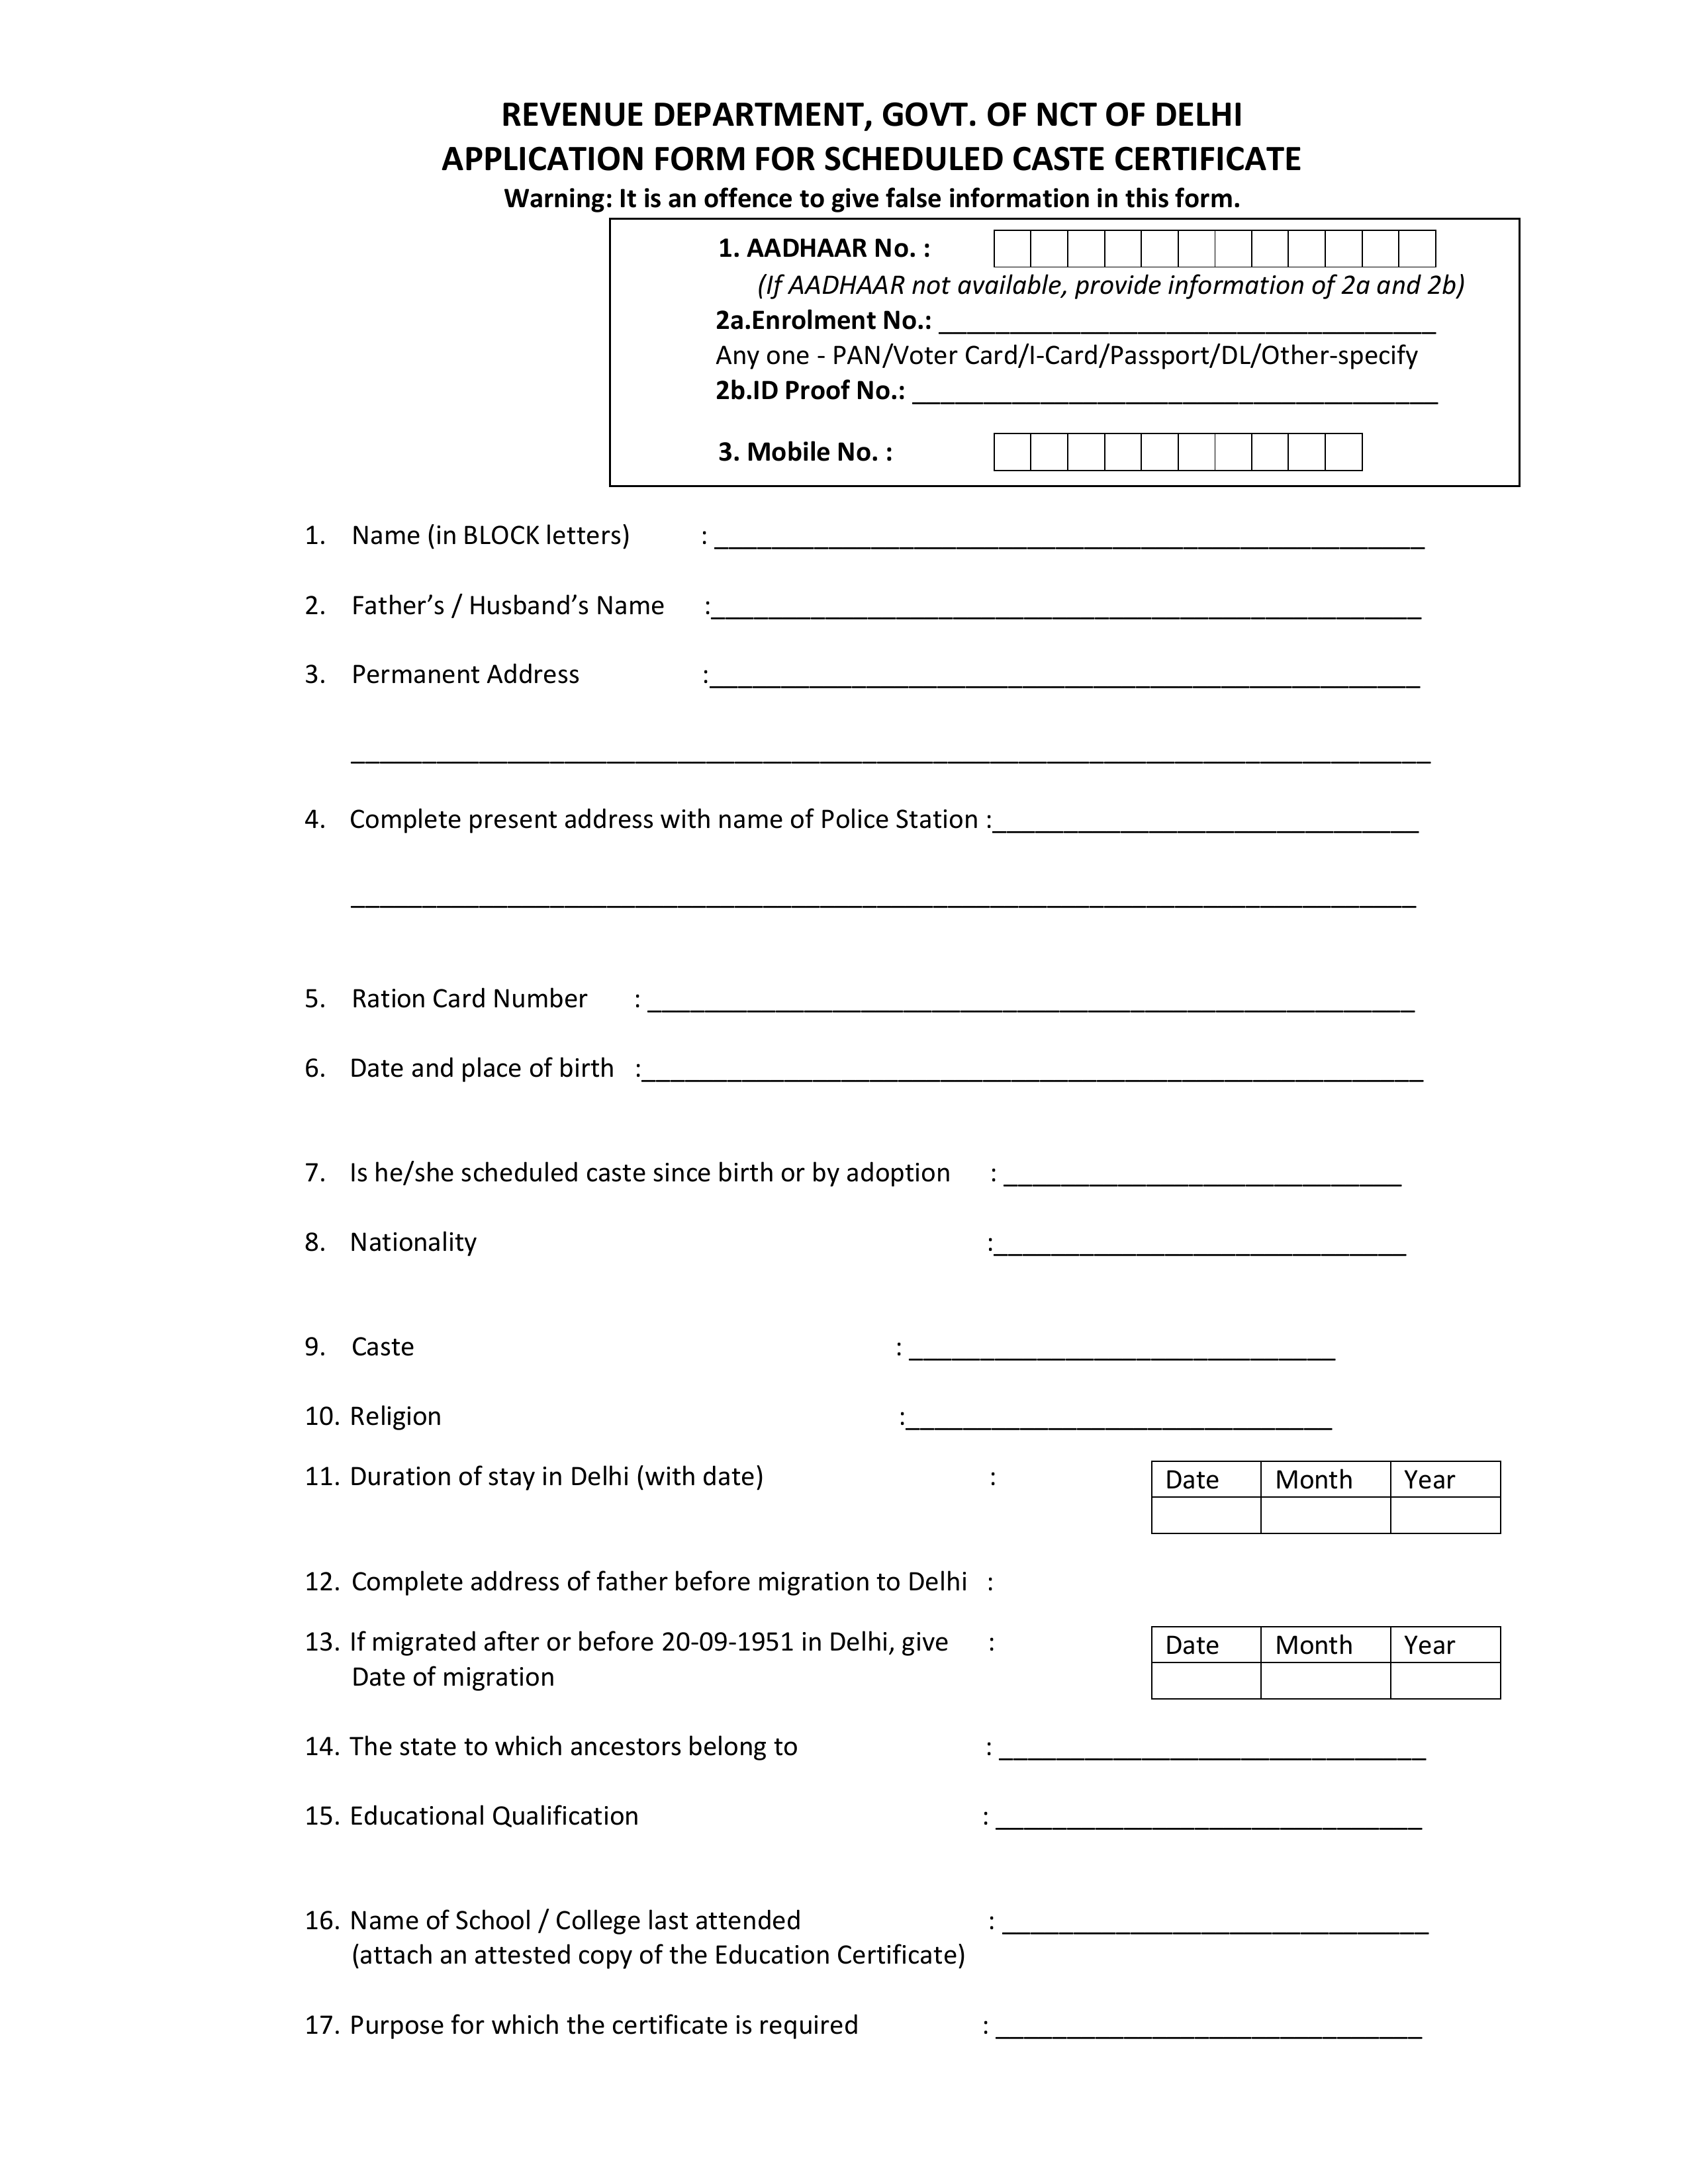 REVENUE DEPARTMENT, GOVT. OF NCT OF DELHI
APPLICATION FORM FOR SCHEDULED CASTE CERTIFICATE
Warning: It is an offence to give false information in this form.
1. AADHAAR No. :
(If AADHAAR not available, provide information of 2a and 2b)
2a.Enrolment No.: ___________________________________
Any one - PAN/Voter Card/I-Card/Passport/DL/Other-specify
2b.ID Proof No.: _____________________________________
3. Mobile No. :
1. Name (in BLOCK letters) : __________________________________________________
2. Father’s / Husband’s Name :__________________________________________________
3. Permanent Address :__________________________________________________
____________________________________________________________________________
4. Complete present address with name of Police Station :______________________________
___________________________________________________________________________
5. Ration Card Number : ______________________________________________________
6. Date and place of birth :_______________________________________________________
7. Is he/she scheduled caste since birth or by adoption : ____________________________
8. Nationality :_____________________________
9. Caste : ______________________________
10. Religion :______________________________
11. Duration of stay in Delhi (with date) :
Date Month Year
12. Complete address of father before migration to Delhi :
13. If migrated after or before 20-09-1951 in Delhi, give :
Date Month Year
Date of migration
14. The state to which ancestors belong to : ______________________________
15. Educational Qualification : ______________________________
16. Name of School / College last attended : ______________________________
(attach an attested copy of the Education Certificate)
17. Purpose for which the certificate is required : ______________________________